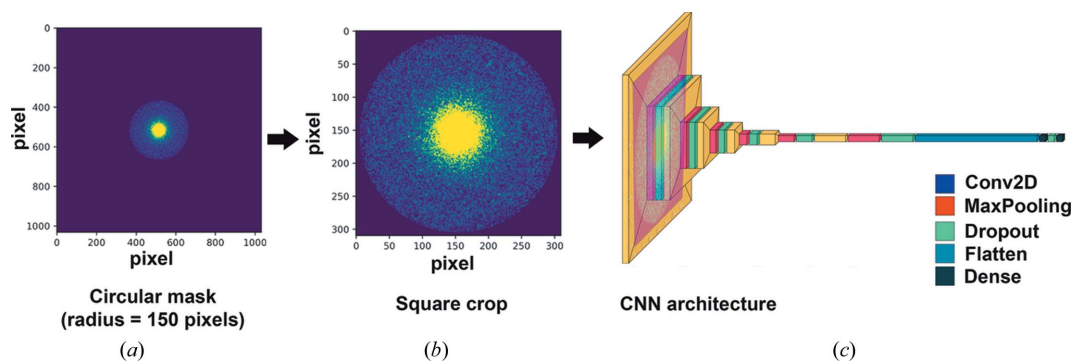 0
200
400
600
800
1000
pixel
0
200
400
600
800
1000
pixel
Circular mask
(radius = 150 pixels)
(a)
0
50
100
150
200
250
300
pixel
0
50
100
150
200
250
300
pixel
Square crop
(b)
CNN architecture
Conv2D
MaxPooling
Dropout
Flatten
Dense
(c)